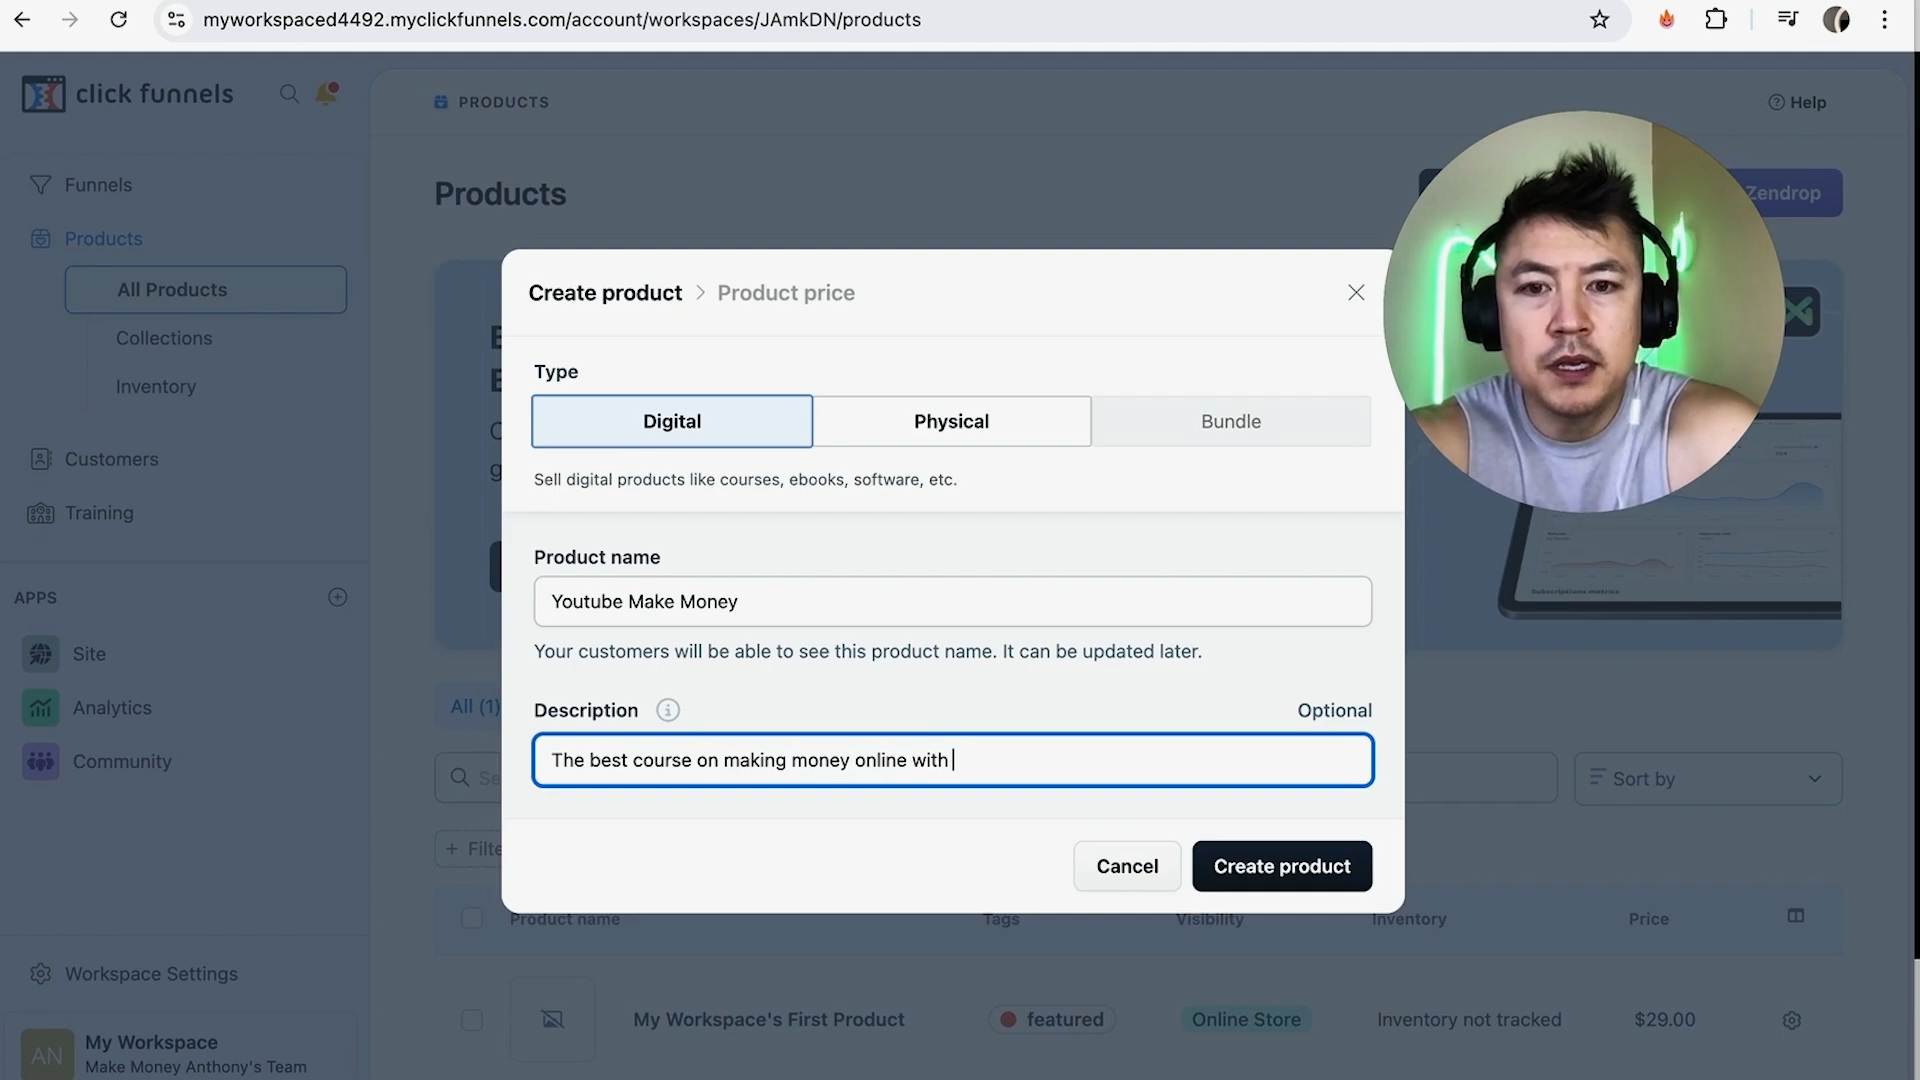 myworkspaced4492.myclickfunnels.com/account/workspaces/JAmkDN/products
click funnels
PRODUCTS
Help
Funnels
Products
All Products
Collections
Inventory
Customers
Training
APPS
Site
Analytics
Community
Workspace Settings
AN
My Workspace
Make Money Anthony's Team
Products
Zendrop
Create product > Product price
Type
Digital
Physical
Bundle
Sell digital products like courses, ebooks, software, etc.
Product name
Youtube Make Money
Your customers will be able to see this product name. It can be updated later.
Description
Optional
The best course on making money online with
Cancel
Create product
All (1)
Sort by
Product name
Tags
Visibility
Inventory
Price
My Workspace's First Product
featured
Online Store
Inventory not tracked
$29.00